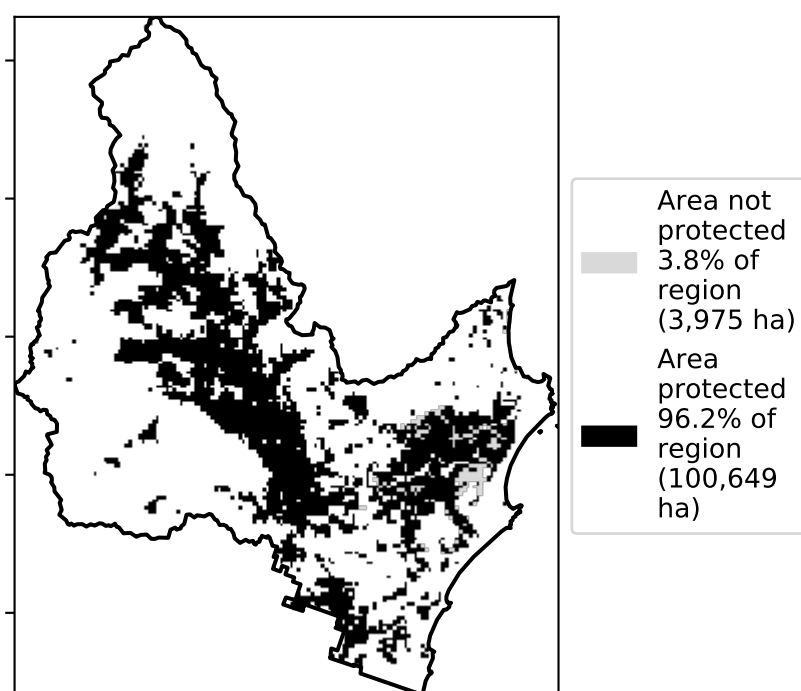 Area not
protected
3.8% of
region
(3,975 ha)
Area
protected
96.2% of
region
(100,649
ha)